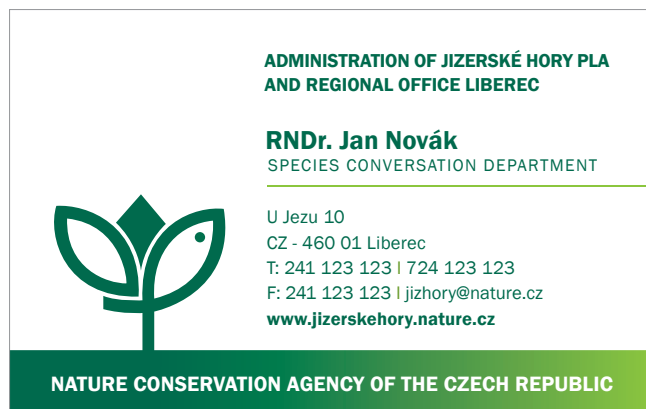 ADMINISTRATION OF JIZERSKÉ HORY PLA
AND REGIONAL OFFICE LIBEREC
RNDr. Jan Novák
SPECIES CONVERSATION DEPARTMENT
U Jezu 10
CZ - 460 01 Liberec
T: 241 123 123 | 724 123 123
F: 241 123 123 | jizhory@nature.cz
www.jizerskehory.nature.cz
NATURE CONSERVATION AGENCY OF THE CZECH REPUBLIC